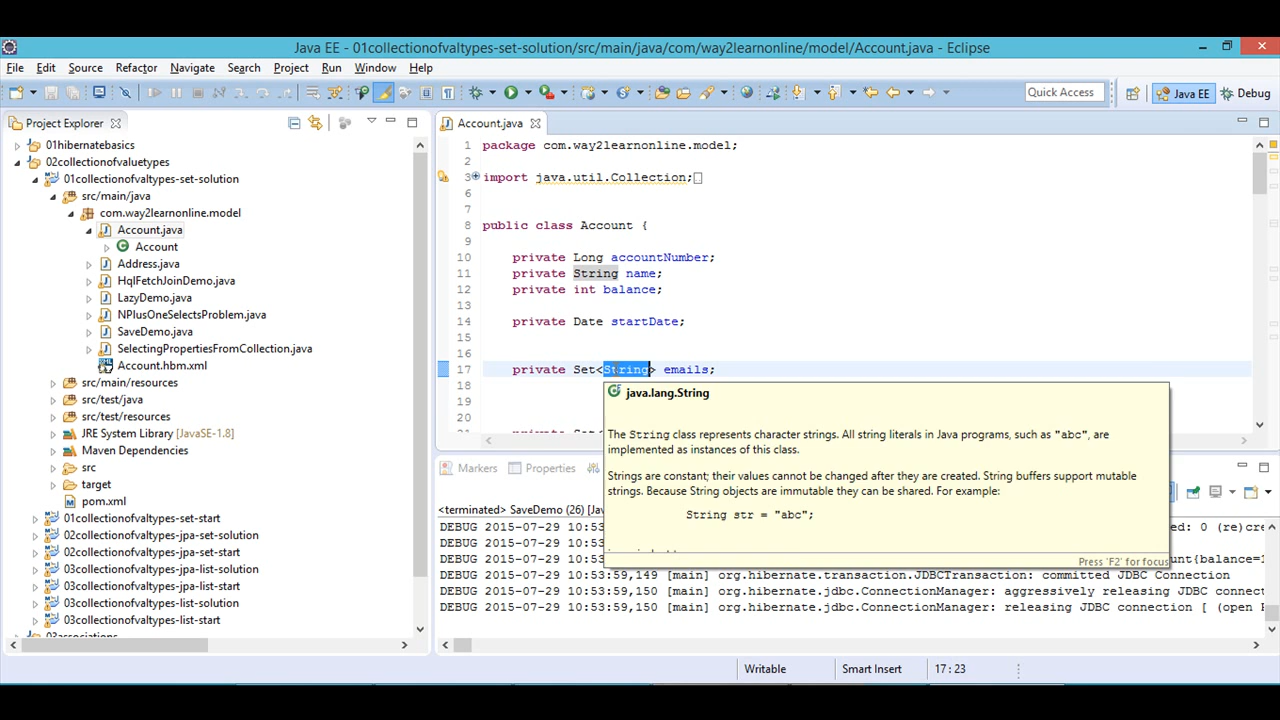 Java EE - 01collectionofvaltypes-set-solution/src/main/java/com/way2learnonline/model/Account.java - Eclipse
File Edit Source Refactor Navigate Search Project Run Window Help
Quick Access
Java EE
Debug
Project Explorer
01hibernatebasics
02collectionofvaluetypes
01collectionofvaltypes-set-solution
src/main/java
com.way2learnonline.model
Account.java
Account
Address.java
HqlFetchJoinDemo.java
LazyDemo.java
NPlusOneSelectsProblem.java
SaveDemo.java
SelectingPropertiesFromCollection.java
Account.hbm.xml
src/main/resources
src/test/java
src/test/resources
JRE System Library [JavaSE-1.8]
Maven Dependencies
src
target
pom.xml
01collectionofvaltypes-set-start
02collectionofvaltypes-jpa-set-solution
02collectionofvaltypes-jpa-set-start
03collectionofvaltypes-jpa-list-solution
03collectionofvaltypes-jpa-list-start
03collectionofvaltypes-list-solution
03collectionofvaltypes-list-start
03associations
Account.java
1 package com.way2learnonline.model;
2
3 import java.util.Collection;
6
7
8 public class Account {
9
10 private Long accountNumber;
11 private String name;
12 private int balance;
13
14 private Date startDate;
15
16
17 private Set<String> emails;
18
19
20
java.lang.String
The String class represents character strings. All string literals in Java programs, such as "abc", are
implemented as instances of this class.
Strings are constant; their values cannot be changed after they are created. String buffers support mutable
strings. Because String objects are immutable they can be shared. For example:
String str = "abc";
Press 'F2' for focus
Markers Properties
<terminated> SaveDemo (26) [Jav
DEBUG 2015-07-29 10:53 ed: 0 (re)cre
DEBUG 2015-07-29 10:53
DEBUG 2015-07-29 10:53 ount{balance=1
DEBUG 2015-07-29 10:53:59,149 [main] org.hibernate.transaction.JDBCTransaction: committed JDBC Connection
DEBUG 2015-07-29 10:53:59,150 [main] org.hibernate.jdbc.ConnectionManager: aggressively releasing JDBC connect
DEBUG 2015-07-29 10:53:59,150 [main] org.hibernate.jdbc.ConnectionManager: releasing JDBC connection [ (open
Writable
Smart Insert
17 : 23